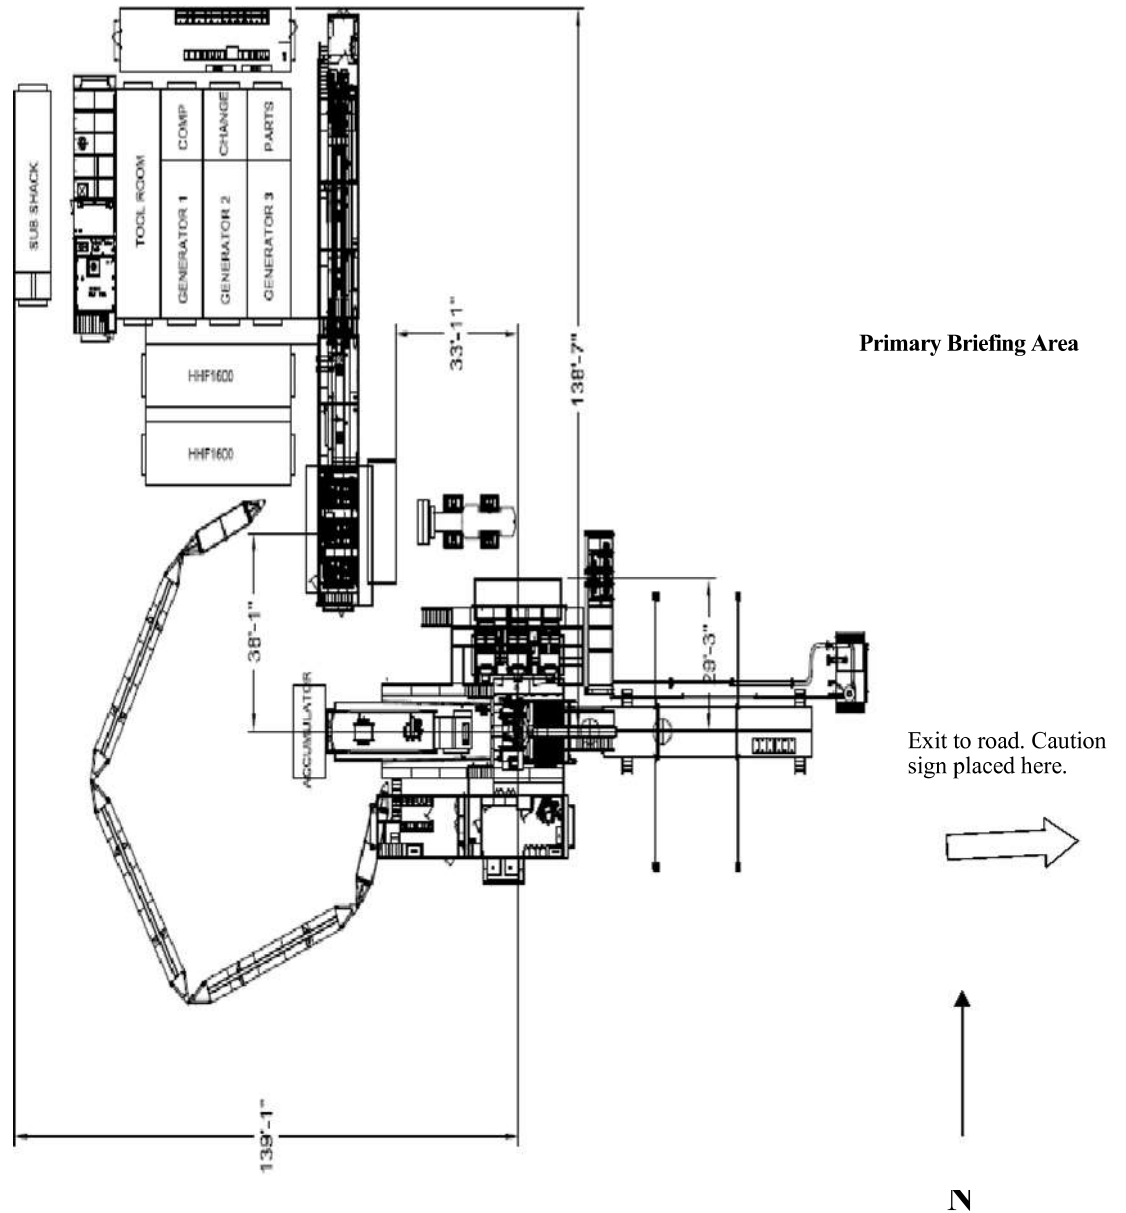 SUB SHACK
TOOL ROOM
COMP
GENERATOR 1
CHANGE
GENERATOR 2
PARTS
GENERATOR 3
HHF1600
HHF1600
33'-11"
138'-7"
Primary Briefing Area
38'-1"
29'-3"
ACCUMULATOR
Exit to road. Caution
sign placed here.
139'-1"
N